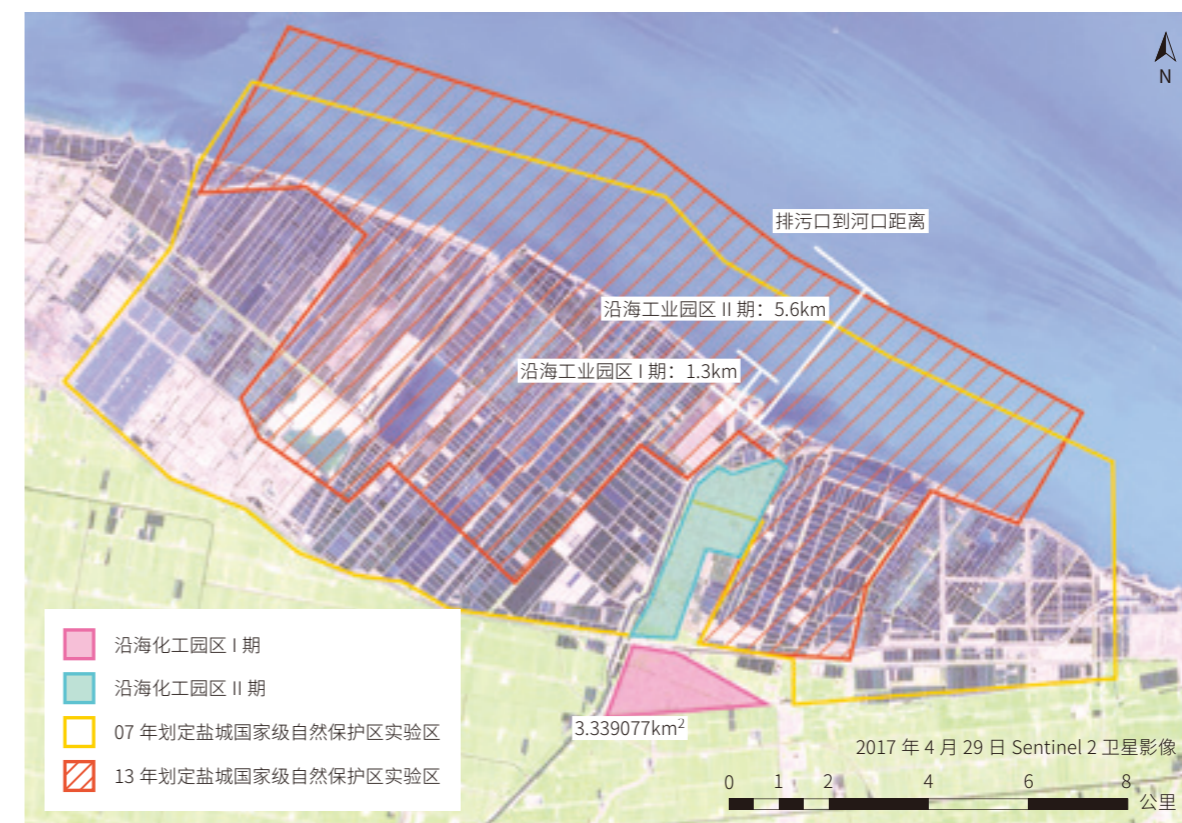 N
排污口到河口距离
沿海工业园区 II 期：5.6km
沿海工业园区 I 期：1.3km
沿海化工园区 I 期
沿海化工园区 II 期
07 年划定盐城国家级自然保护区实验区
13 年划定盐城国家级自然保护区实验区
3.339077km²
2017 年 4 月 29 日 Sentinel 2 卫星影像
0 1 2 4 6 8
公里